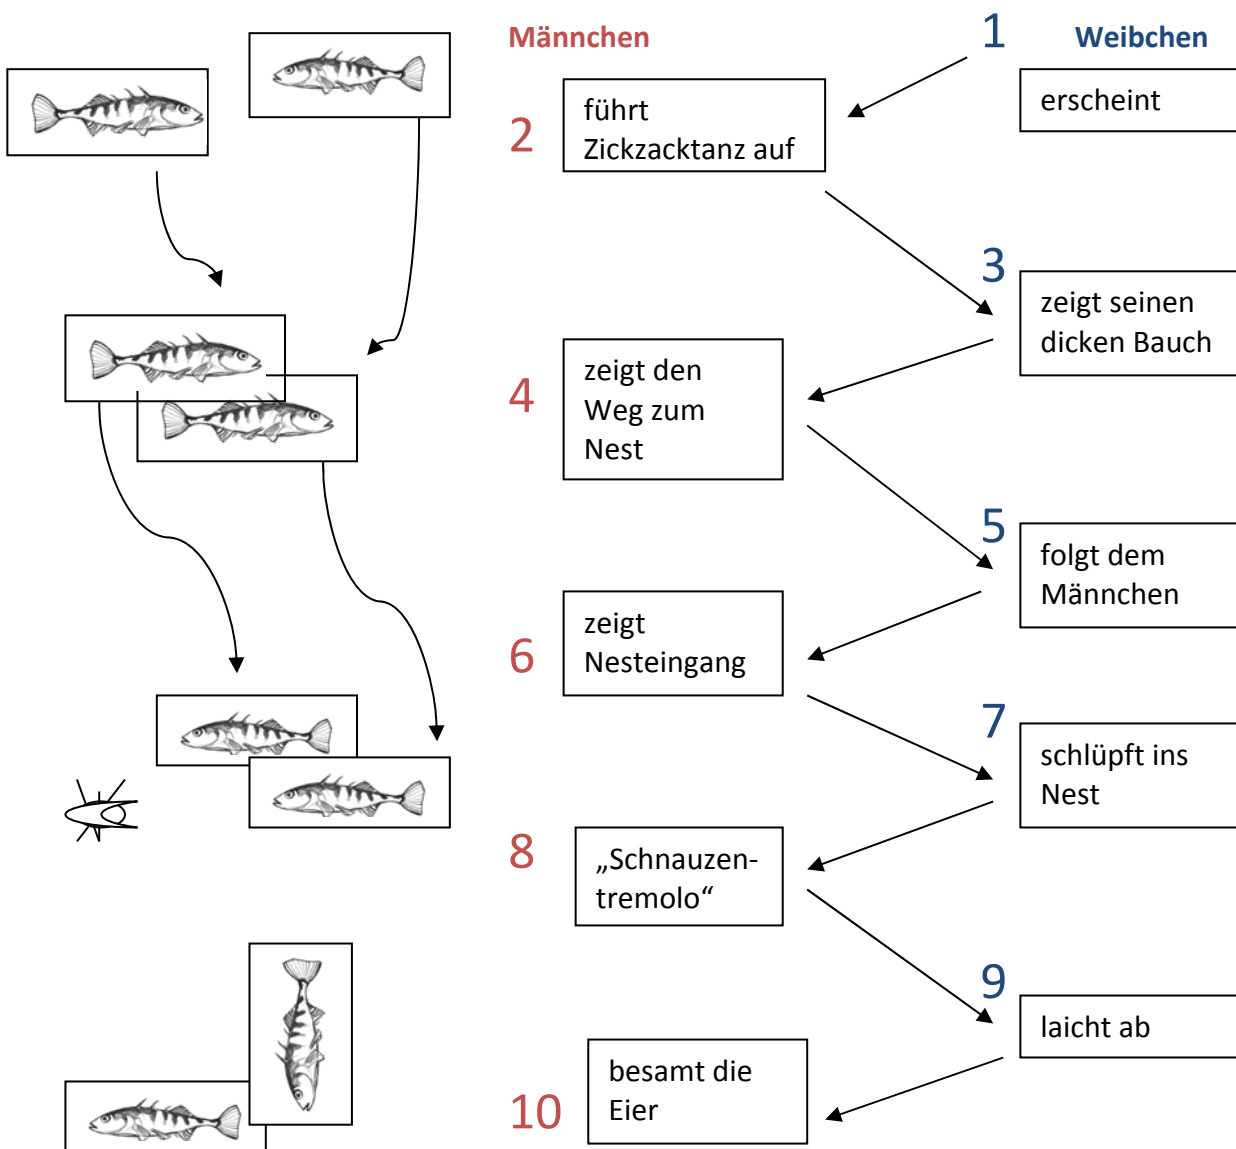 Männchen
1
Weibchen
erscheint
2
führt
Zickzacktanz auf
3
zeigt seinen
dicken Bauch
4
zeigt den
Weg zum
Nest
5
folgt dem
Männchen
6
zeigt
Nesteingang
7
schlüpft ins
Nest
8
„Schnauzen-
tremolo“
9
laicht ab
10
besamt die
Eier